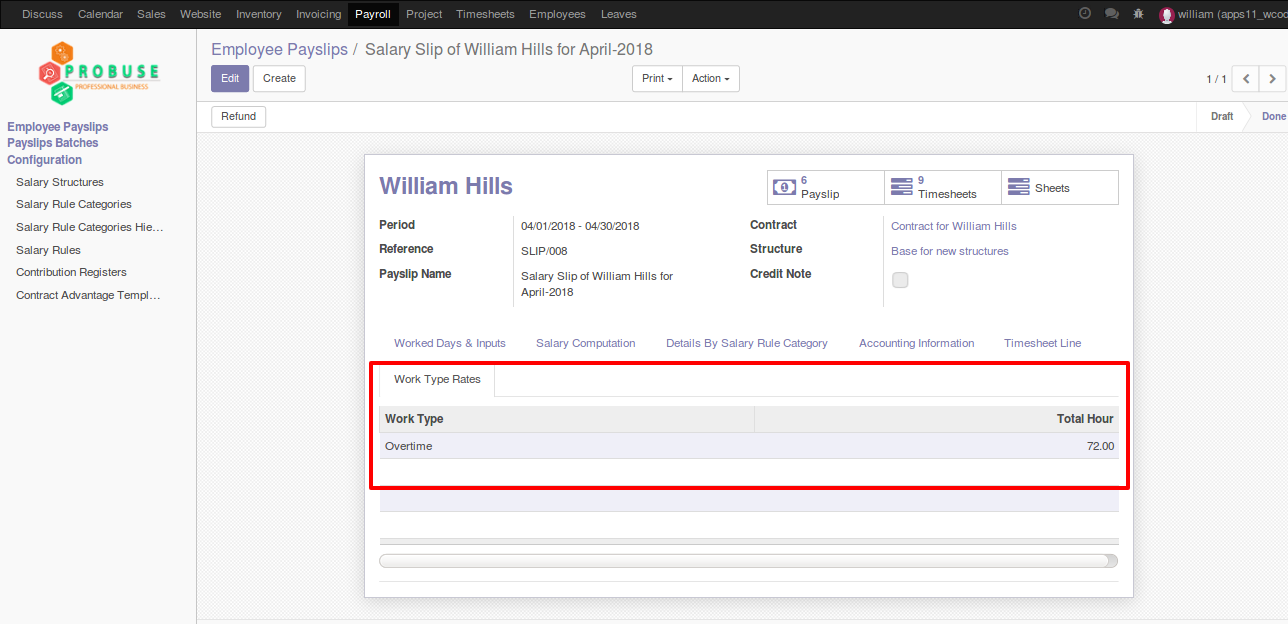 Discuss Calendar Sales Website Inventory Invoicing Payroll Project Timesheets Employees Leaves william (apps11_wcod
PROBUSE
PROFESSIONAL BUSINESS
Employee Payslips
Payslips Batches
Configuration
Salary Structures
Salary Rule Categories
Salary Rule Categories Hie...
Salary Rules
Contribution Registers
Contract Advantage Templ...
Employee Payslips / Salary Slip of William Hills for April-2018
Edit Create Print Action 1 / 1
Refund Draft Done
William Hills
6
Payslip
9
Timesheets
Sheets
Period 04/01/2018 - 04/30/2018
Reference SLIP/008
Payslip Name Salary Slip of William Hills for
April-2018
Contract Contract for William Hills
Structure Base for new structures
Credit Note
Worked Days & Inputs Salary Computation Details By Salary Rule Category Accounting Information Timesheet Line
Work Type Rates
Work Type Total Hour
Overtime 72.00